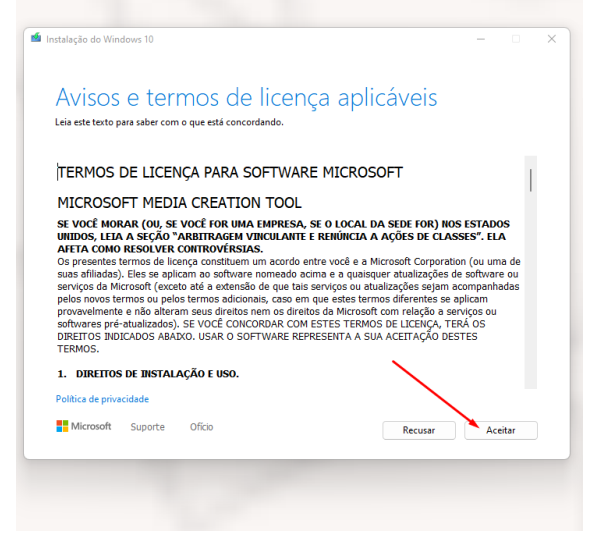 Instalação do Windows 10
Avisos e termos de licença aplicáveis
Leia este texto para saber com o que está concordando.
TERMOS DE LICENÇA PARA SOFTWARE MICROSOFT
MICROSOFT MEDIA CREATION TOOL
SE VOCÊ MORAR (OU, SE VOCÊ FOR UMA EMPRESA, SE O LOCAL DA SEDE FOR) NOS ESTADOS
UNIDOS, LEIA A SEÇÃO “ARBITRAGEM VINCULANTE E RENÚNCIA A AÇÕES DE CLASSES”. ELA
AFETA COMO RESOLVER CONTROVÉRSIAS.
Os presentes termos de licença constituem um acordo entre você e a Microsoft Corporation (ou uma de
suas afiliadas). Eles se aplicam ao software nomeado acima e a quaisquer atualizações de software ou
serviços da Microsoft (exceto até a extensão de que tais serviços ou atualizações sejam acompanhadas
pelos novos termos ou pelos termos adicionais, caso em que estes termos diferentes se aplicam
provavelmente e não alteram seus direitos nem os direitos da Microsoft com relação a serviços ou
softwares pré-atualizados). SE VOCÊ CONCORDAR COM ESTES TERMOS DE LICENÇA, TERÁ OS
DIREITOS INDICADOS ABAIXO. USAR O SOFTWARE REPRESENTA A SUA ACEITAÇÃO DESTES
TERMOS.
1. DIREITOS DE INSTALAÇÃO E USO.
Política de privacidade
Microsoft Suporte Ofício Recusar Aceitar